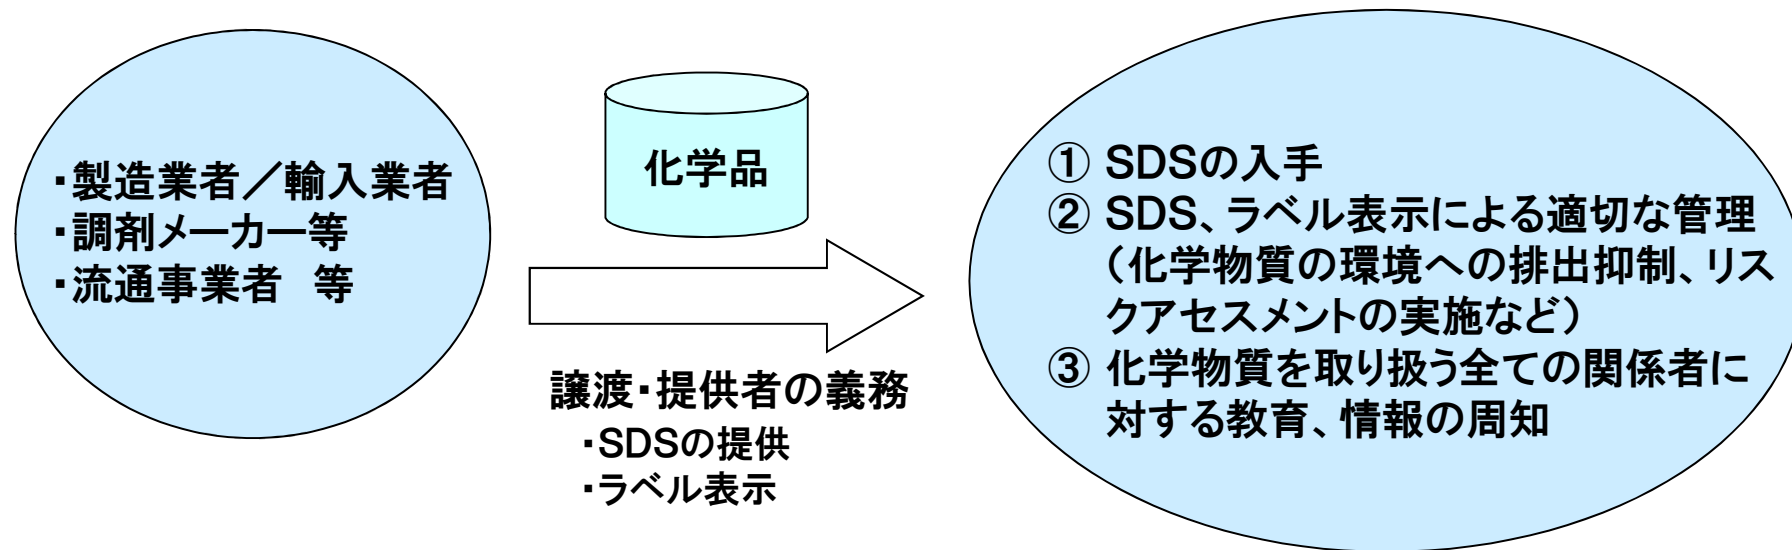 ・製造業者／輸入業者
・調剤メーカー等
・流通事業者　等
化学品
譲渡・提供者の義務
・SDSの提供
・ラベル表示
① SDSの入手
② SDS、ラベル表示による適切な管理
（化学物質の環境への排出抑制、リス
クアセスメントの実施など）
③ 化学物質を取り扱う全ての関係者に
対する教育、情報の周知